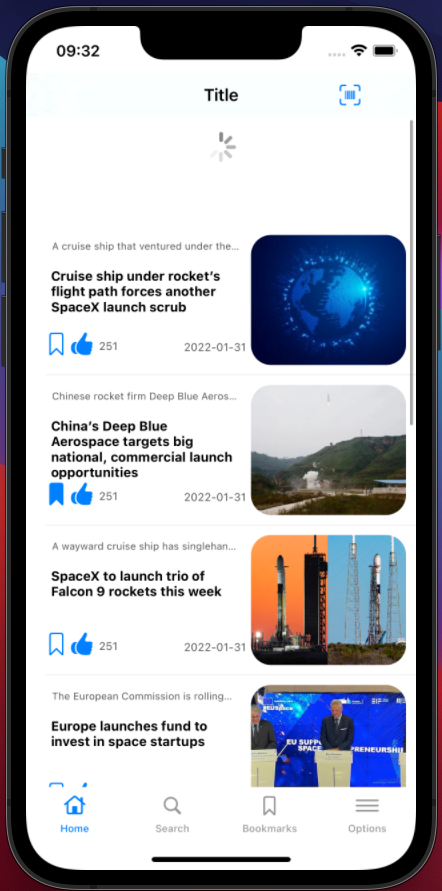 09:32
Title
A cruise ship that ventured under the...
Cruise ship under rocket's
flight path forces another
SpaceX launch scrub
251
2022-01-31
Chinese rocket firm Deep Blue Aeros...
China's Deep Blue
Aerospace targets big
national, commercial launch
opportunities
251
2022-01-31
A wayward cruise ship has singlehan...
SpaceX to launch trio of
Falcon 9 rockets this week
251
2022-01-31
The European Commission is rolling...
Europe launches fund to
invest in space startups
EU SUPP
SPACE
PRENEURSHIP
Home
Search
Bookmarks
Options